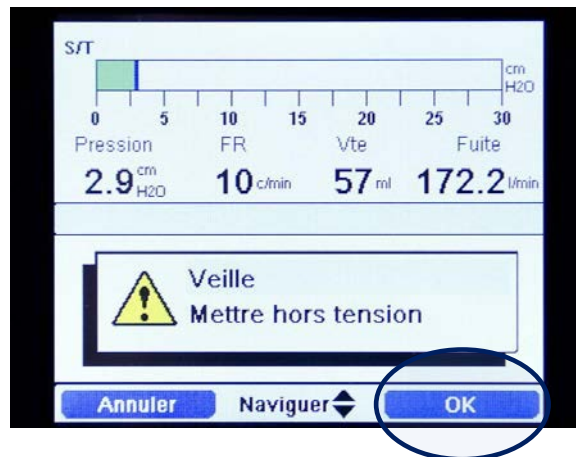 S/T
cm
H2O
0 5 10 15 20 25 30
Pression FR Vte Fuite
2.9 cm H2O 10 c/min 57 ml 172.2 l/min
Veille
Mettre hors tension
Annuler Naviguer OK